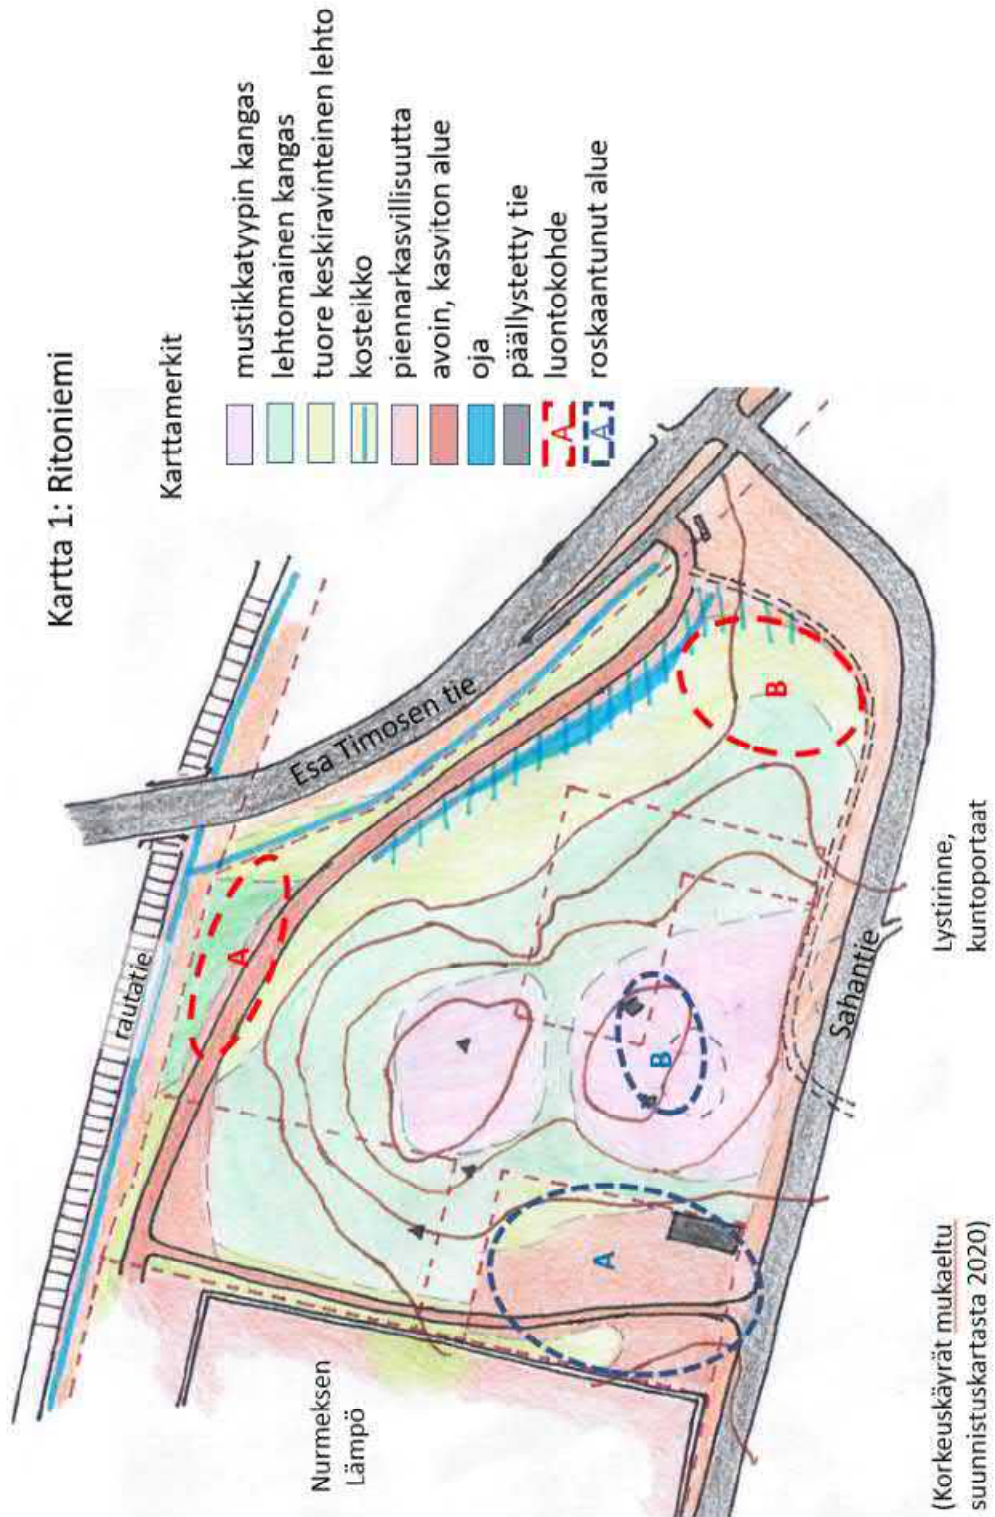 Kartta 1: Ritoniemi
Karttamerkit
mustikkatyypin kangas
lehtomainen kangas
tuore keskiravinteinen lehto
kosteikko
piennarkasvillisuutta
avoin, kasviton alue
oja
päällystetty tie
A
luontokohde
A
roskaantunut alue
rautatie
Esa Timosen tie
A
B
B
A
Sahantie
Nurmeksen
Lämpö
Lystirinne,
kuntoportaat
(Korkeuskäyrät mukaeltu
suunnistuskartasta 2020)